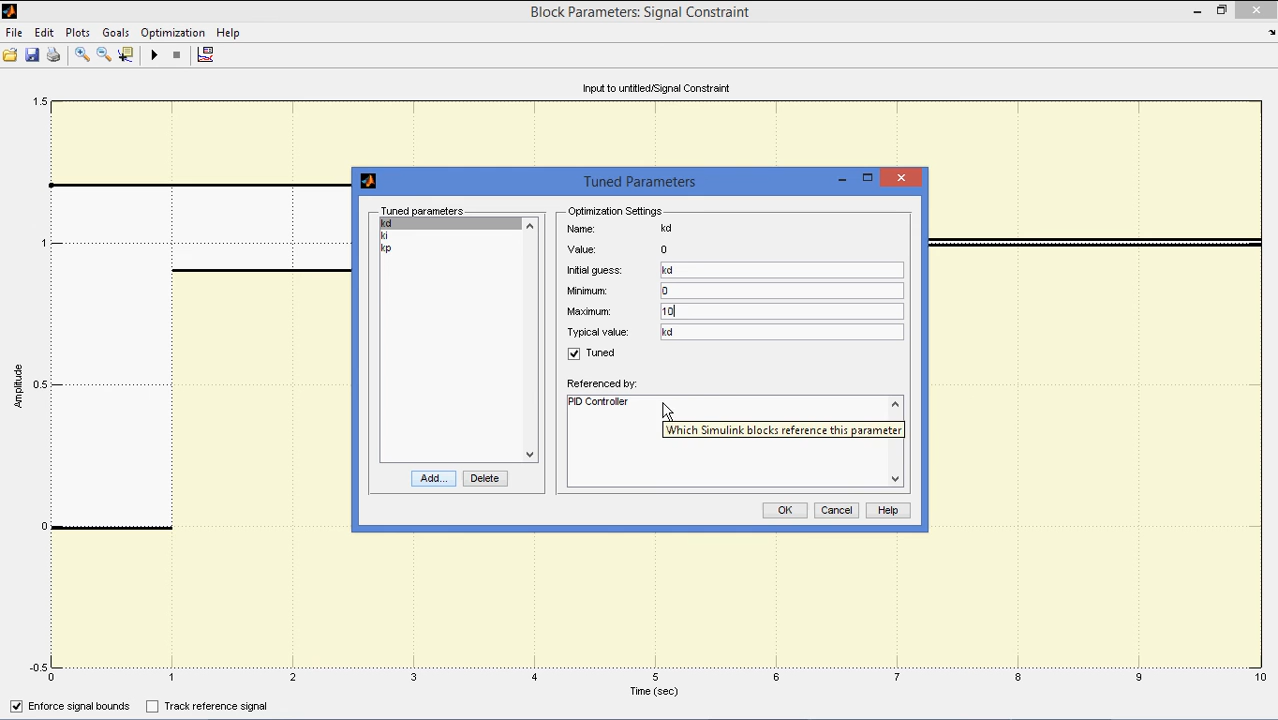 Block Parameters: Signal Constraint
File Edit Plots Goals Optimization Help
Input to untitled/Signal Constraint
1.5
1
0.5
0
-0.5
Amplitude
0 1 2 3 4 5 6 7 8 9 10
Time (sec)
Enforce signal bounds
Track reference signal
Tuned Parameters
Tuned parameters
kd
ki
kp
Add... Delete
Optimization Settings
Name: kd
Value: 0
Initial guess: kd
Minimum: 0
Maximum: 10
Typical value: kd
Tuned
Referenced by:
PID Controller
Which Simulink blocks reference this parameter
OK Cancel Help